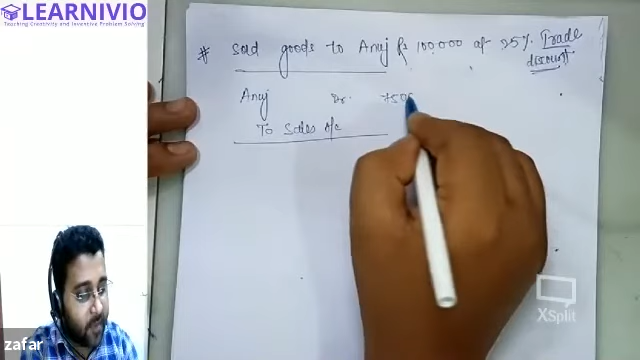 LEARNIVIO
Teaching Creativity and Inventive Problem Solving
# Sold goods to Anuj Rs 100,000 at 25% Trade
discount
Anuj Dr. 750
To Sales A/c
XSplit
zafar